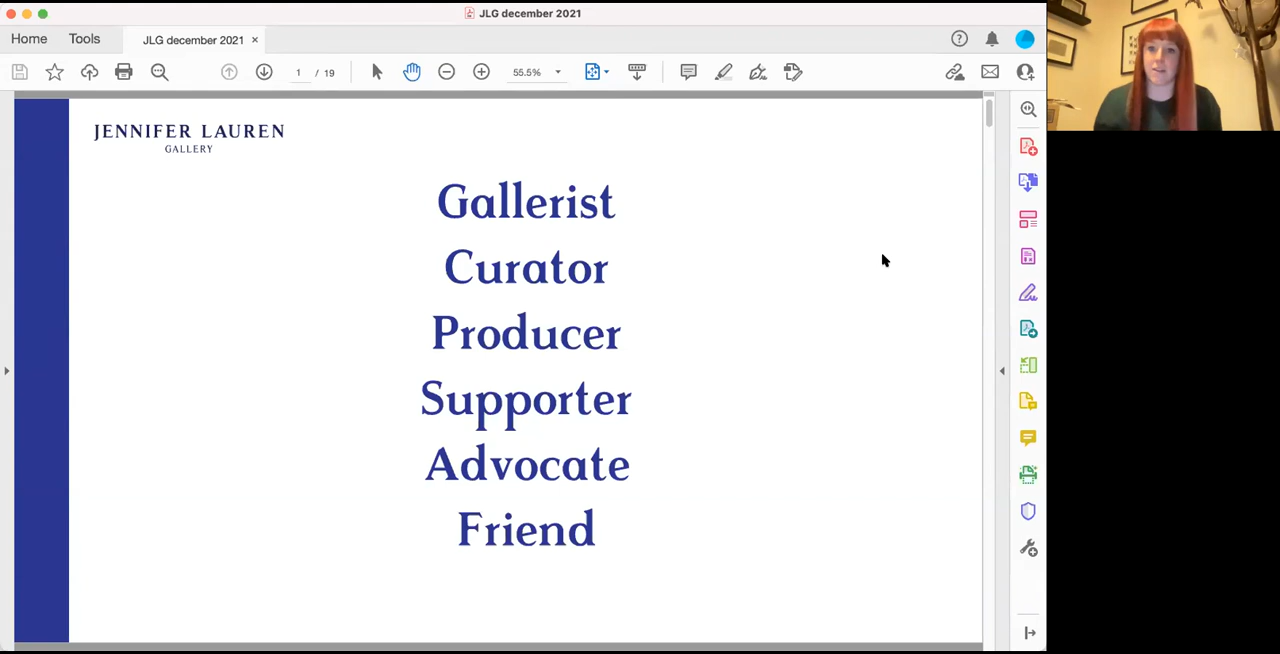 JLG december 2021
Home
Tools
JLG december 2021
1 / 19
55.5%
JENNIFER LAUREN
GALLERY
Gallerist
Curator
Producer
Supporter
Advocate
Friend